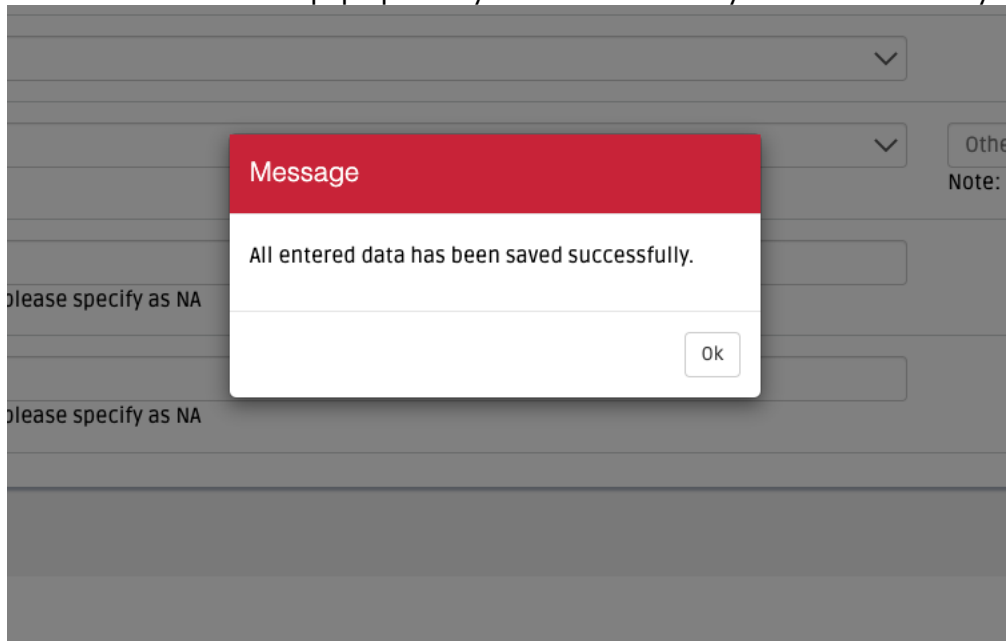 Othe
Message
Note:
All entered data has been saved successfully.
please specify as NA
Ok
please specify as NA